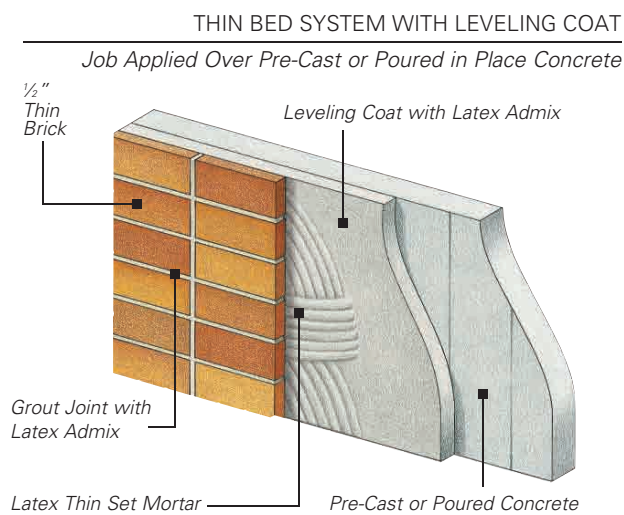 THIN BED SYSTEM WITH LEVELING COAT
Job Applied Over Pre-Cast or Poured in Place Concrete
½”
Thin
Brick
Leveling Coat with Latex Admix
Grout Joint with
Latex Admix
Latex Thin Set Mortar
Pre-Cast or Poured Concrete